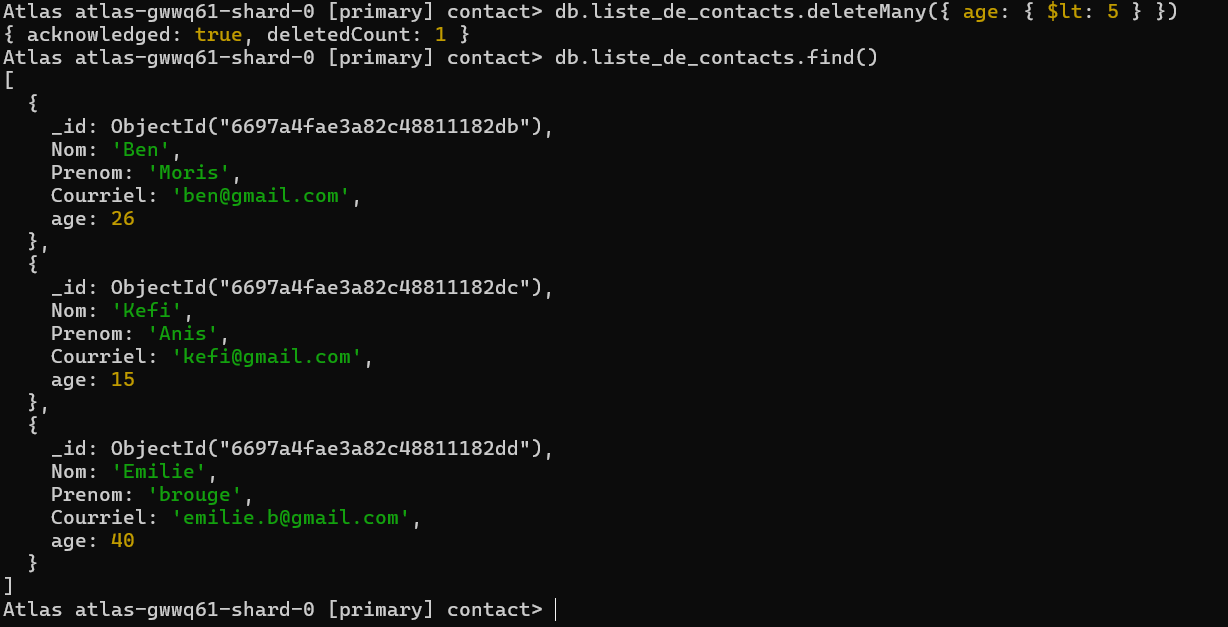 Atlas atlas-gwwq61-shard-0 [primary] contact> db.liste_de_contacts.deleteMany({ age: { $lt: 5 } })
{ acknowledged: true, deletedCount: 1 }
Atlas atlas-gwwq61-shard-0 [primary] contact> db.liste_de_contacts.find()
[
  {
    _id: ObjectId("6697a4fae3a82c48811182db"),
    Nom: 'Ben',
    Prenom: 'Moris',
    Courriel: 'ben@gmail.com',
    age: 26
  },
  {
    _id: ObjectId("6697a4fae3a82c48811182dc"),
    Nom: 'Kefi',
    Prenom: 'Anis',
    Courriel: 'kefi@gmail.com',
    age: 15
  },
  {
    _id: ObjectId("6697a4fae3a82c48811182dd"),
    Nom: 'Emilie',
    Prenom: 'brouge',
    Courriel: 'emilie.b@gmail.com',
    age: 40
  }
]
Atlas atlas-gwwq61-shard-0 [primary] contact>